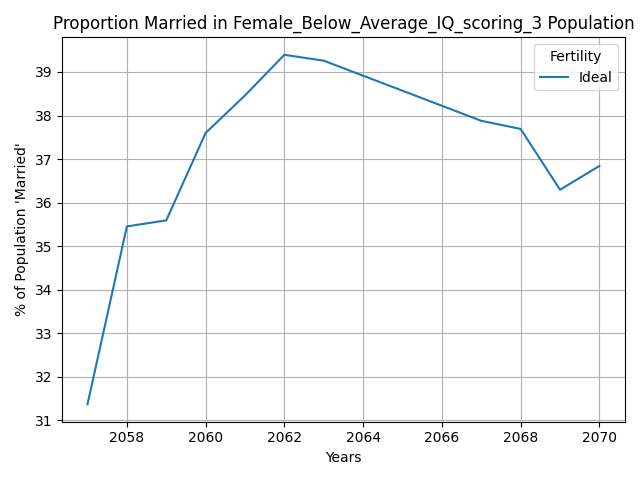 Proportion Married in Female_Below_Average_IQ_scoring_3 Population
% of Population 'Married'
39
38
37
36
35
34
33
32
31
Fertility
Ideal
2058 2060 2062 2064 2066 2068 2070
Years